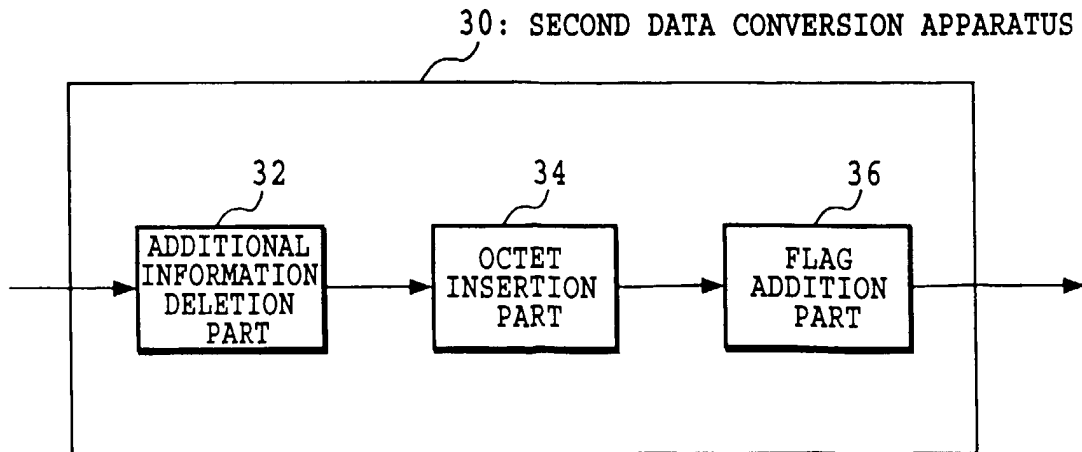 30: SECOND DATA CONVERSION APPARATUS
32
34
36
ADDITIONAL
INFORMATION
DELETION
PART
OCTET
INSERTION
PART
FLAG
ADDITION
PART